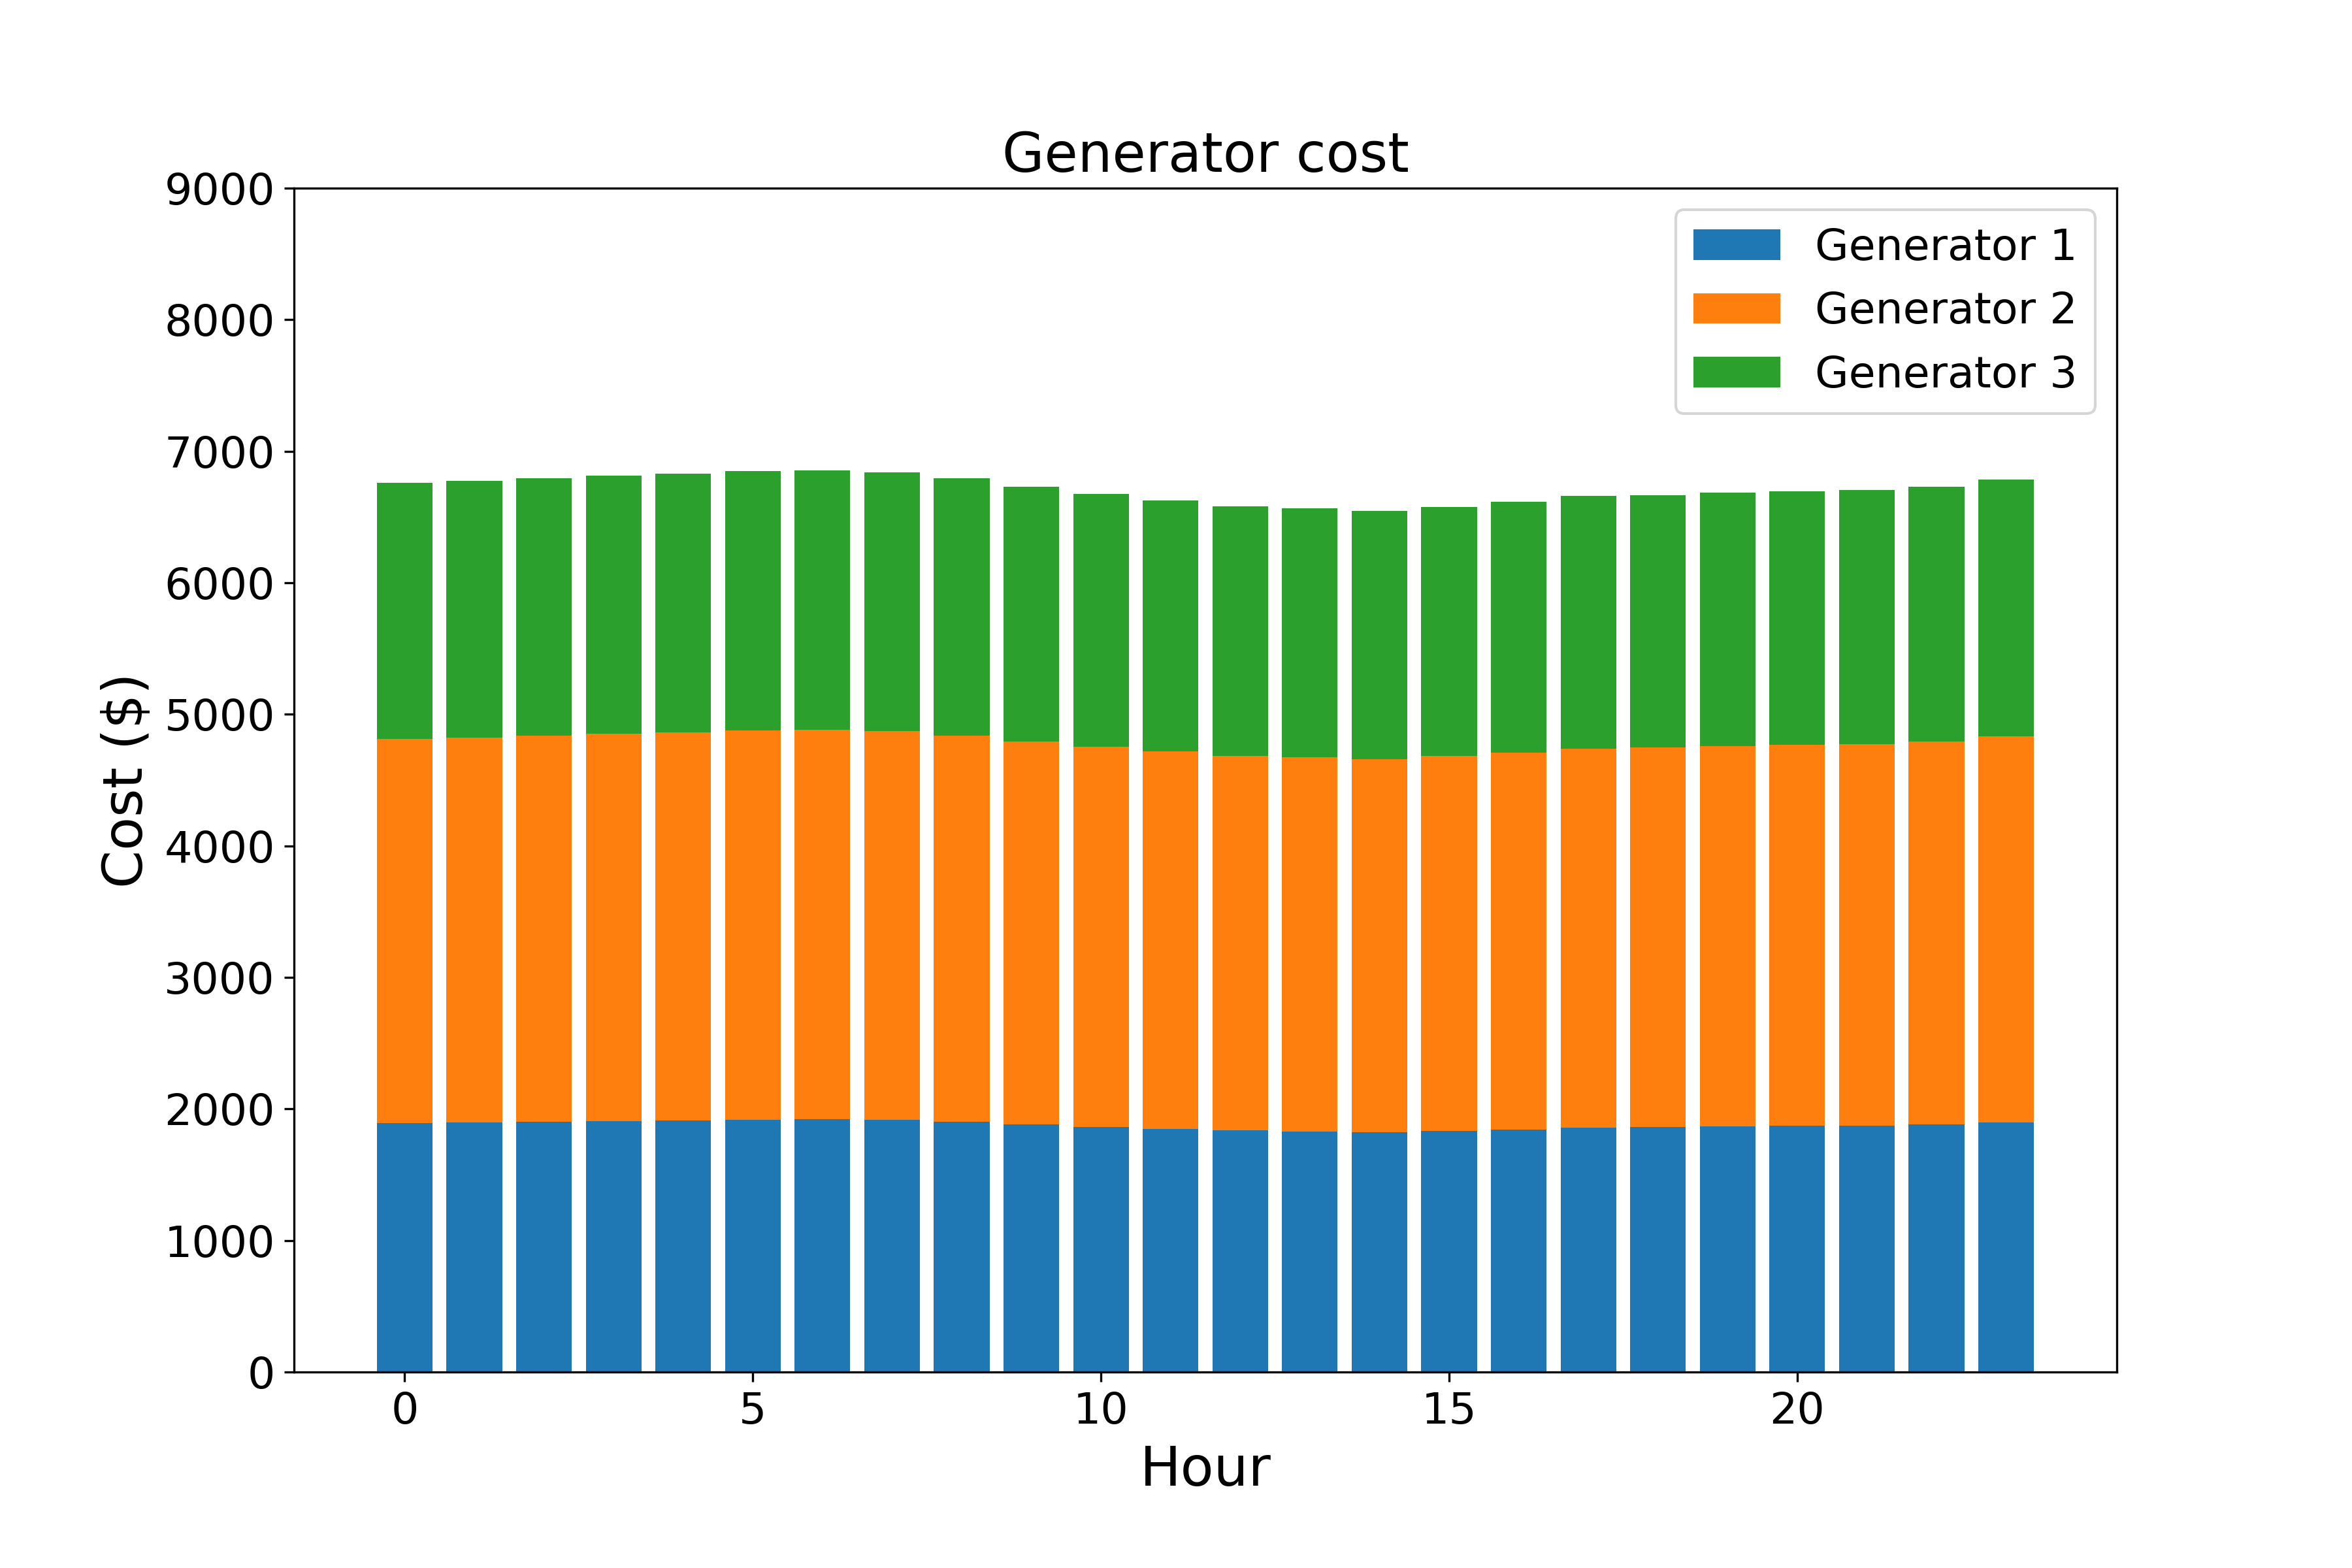 Generator cost
Generator 1
Generator 2
Generator 3
9000
8000
7000
6000
5000
4000
3000
2000
1000
0
Cost ($)
0 5 10 15 20
Hour